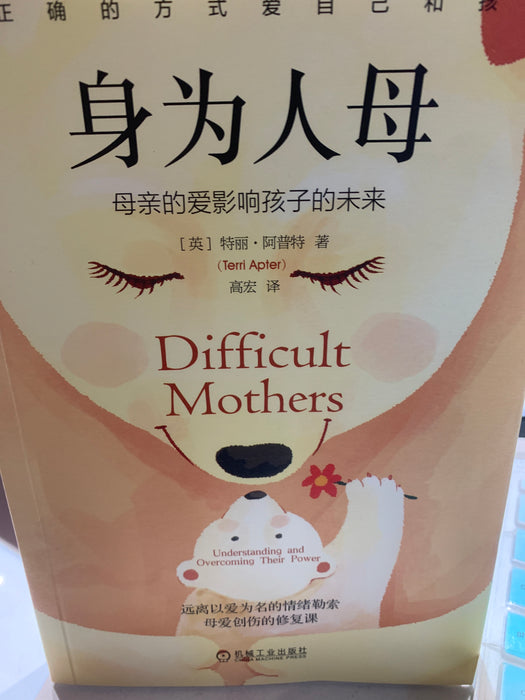 正确的方式爱自己和孩
身为人母
母亲的爱影响孩子的未来
[英] 特丽·阿普特 著
(Terri Apter)
高宏 译
Difficult
Mothers
Understanding and
Overcoming Their Power
远离以爱为名的情绪勒索
母爱创伤的修复课
机械工业出版社
CHINA MACHINE PRESS